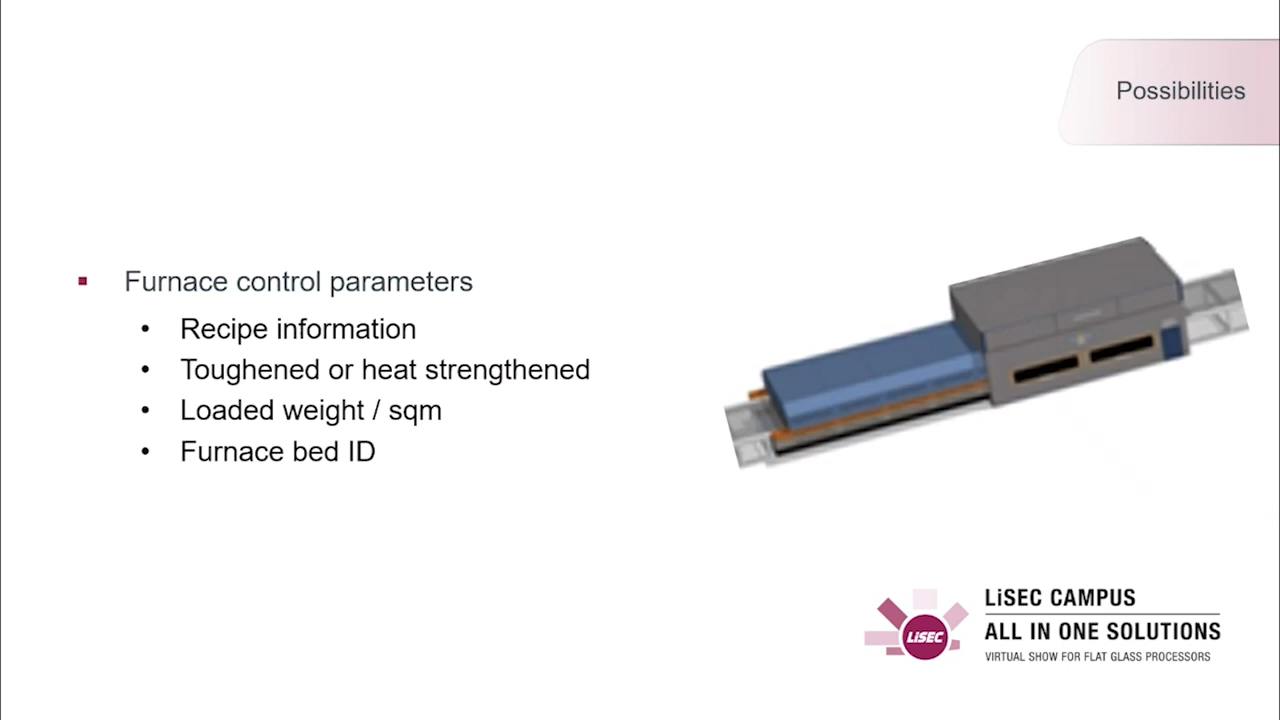 Possibilities
Furnace control parameters
Recipe information
Toughened or heat strengthened
Loaded weight / sqm
Furnace bed ID
LiSEC
LiSEC CAMPUS
ALL IN ONE SOLUTIONS
VIRTUAL SHOW FOR FLAT GLASS PROCESSORS